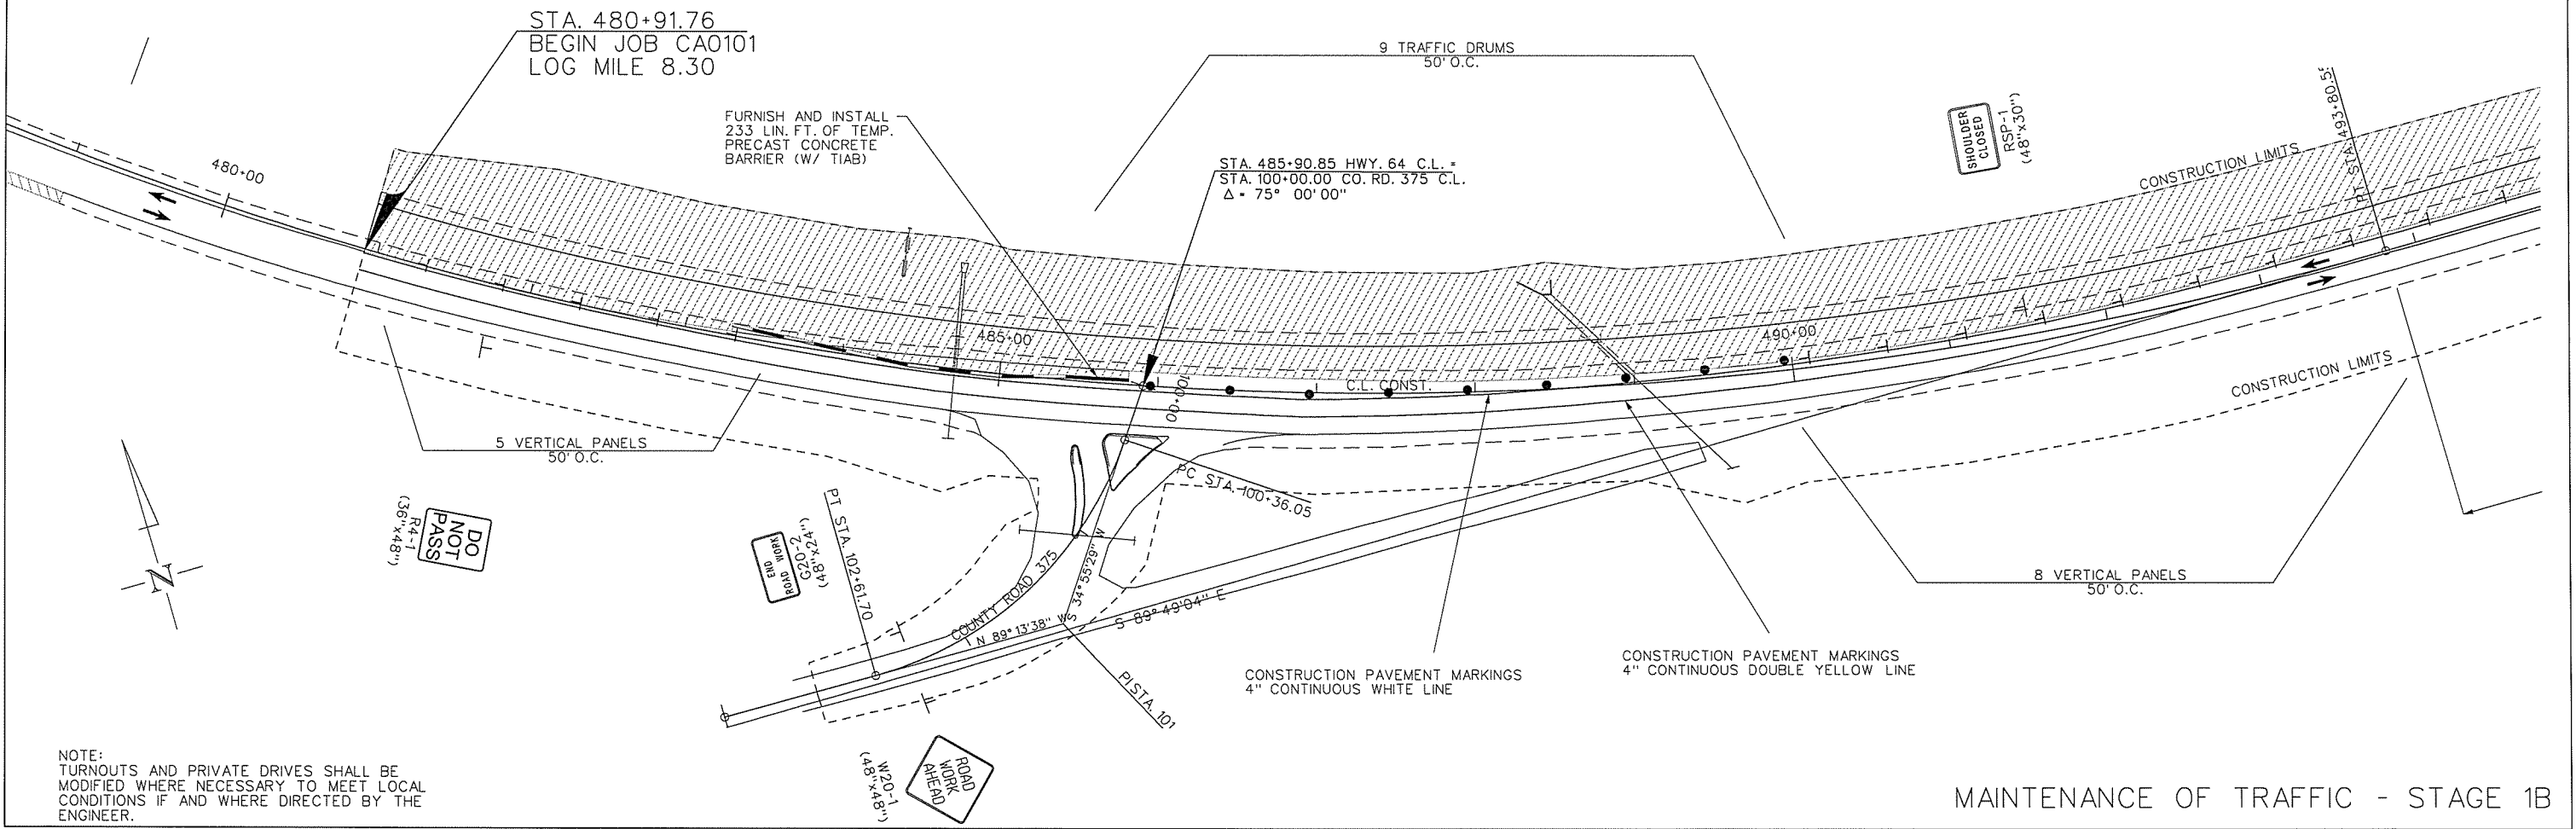 STA. 480+91.76
BEGIN JOB CA0101
LOG MILE 8.30
9 TRAFFIC DRUMS
50' O.C.
FURNISH AND INSTALL
233 LIN. FT. OF TEMP.
PRECAST CONCRETE
BARRIER (W/ TIAB)
STA. 485+90.85 HWY. 64 C.L. =
STA. 100+00.00 CO. RD. 375 C.L.
Δ = 75° 00'00"
SHOULDER
CLOSED
RSP-1
(48"x30")
PT STA. 493+80.5
CONSTRUCTION LIMITS
480+00
485+00
490+00
C.L. CONST.
100+00
CONSTRUCTION LIMITS
5 VERTICAL PANELS
50' O.C.
DO
NOT
PASS
R4-1
(36"x48")
END
ROAD WORK
G20-2
(48"x24")
PT STA. 102+61.70
PC STA. 100+36.05
COUNTY ROAD 375
S 34° 55'29" W
N 89° 13'38" W
S 89° 49'04" E
PI STA. 101
8 VERTICAL PANELS
50' O.C.
CONSTRUCTION PAVEMENT MARKINGS
4" CONTINUOUS WHITE LINE
CONSTRUCTION PAVEMENT MARKINGS
4" CONTINUOUS DOUBLE YELLOW LINE
N
ROAD
WORK
AHEAD
W20-1
(48"x48")
NOTE:
TURNOUTS AND PRIVATE DRIVES SHALL BE
MODIFIED WHERE NECESSARY TO MEET LOCAL
CONDITIONS IF AND WHERE DIRECTED BY THE
ENGINEER.
MAINTENANCE OF TRAFFIC - STAGE 1B